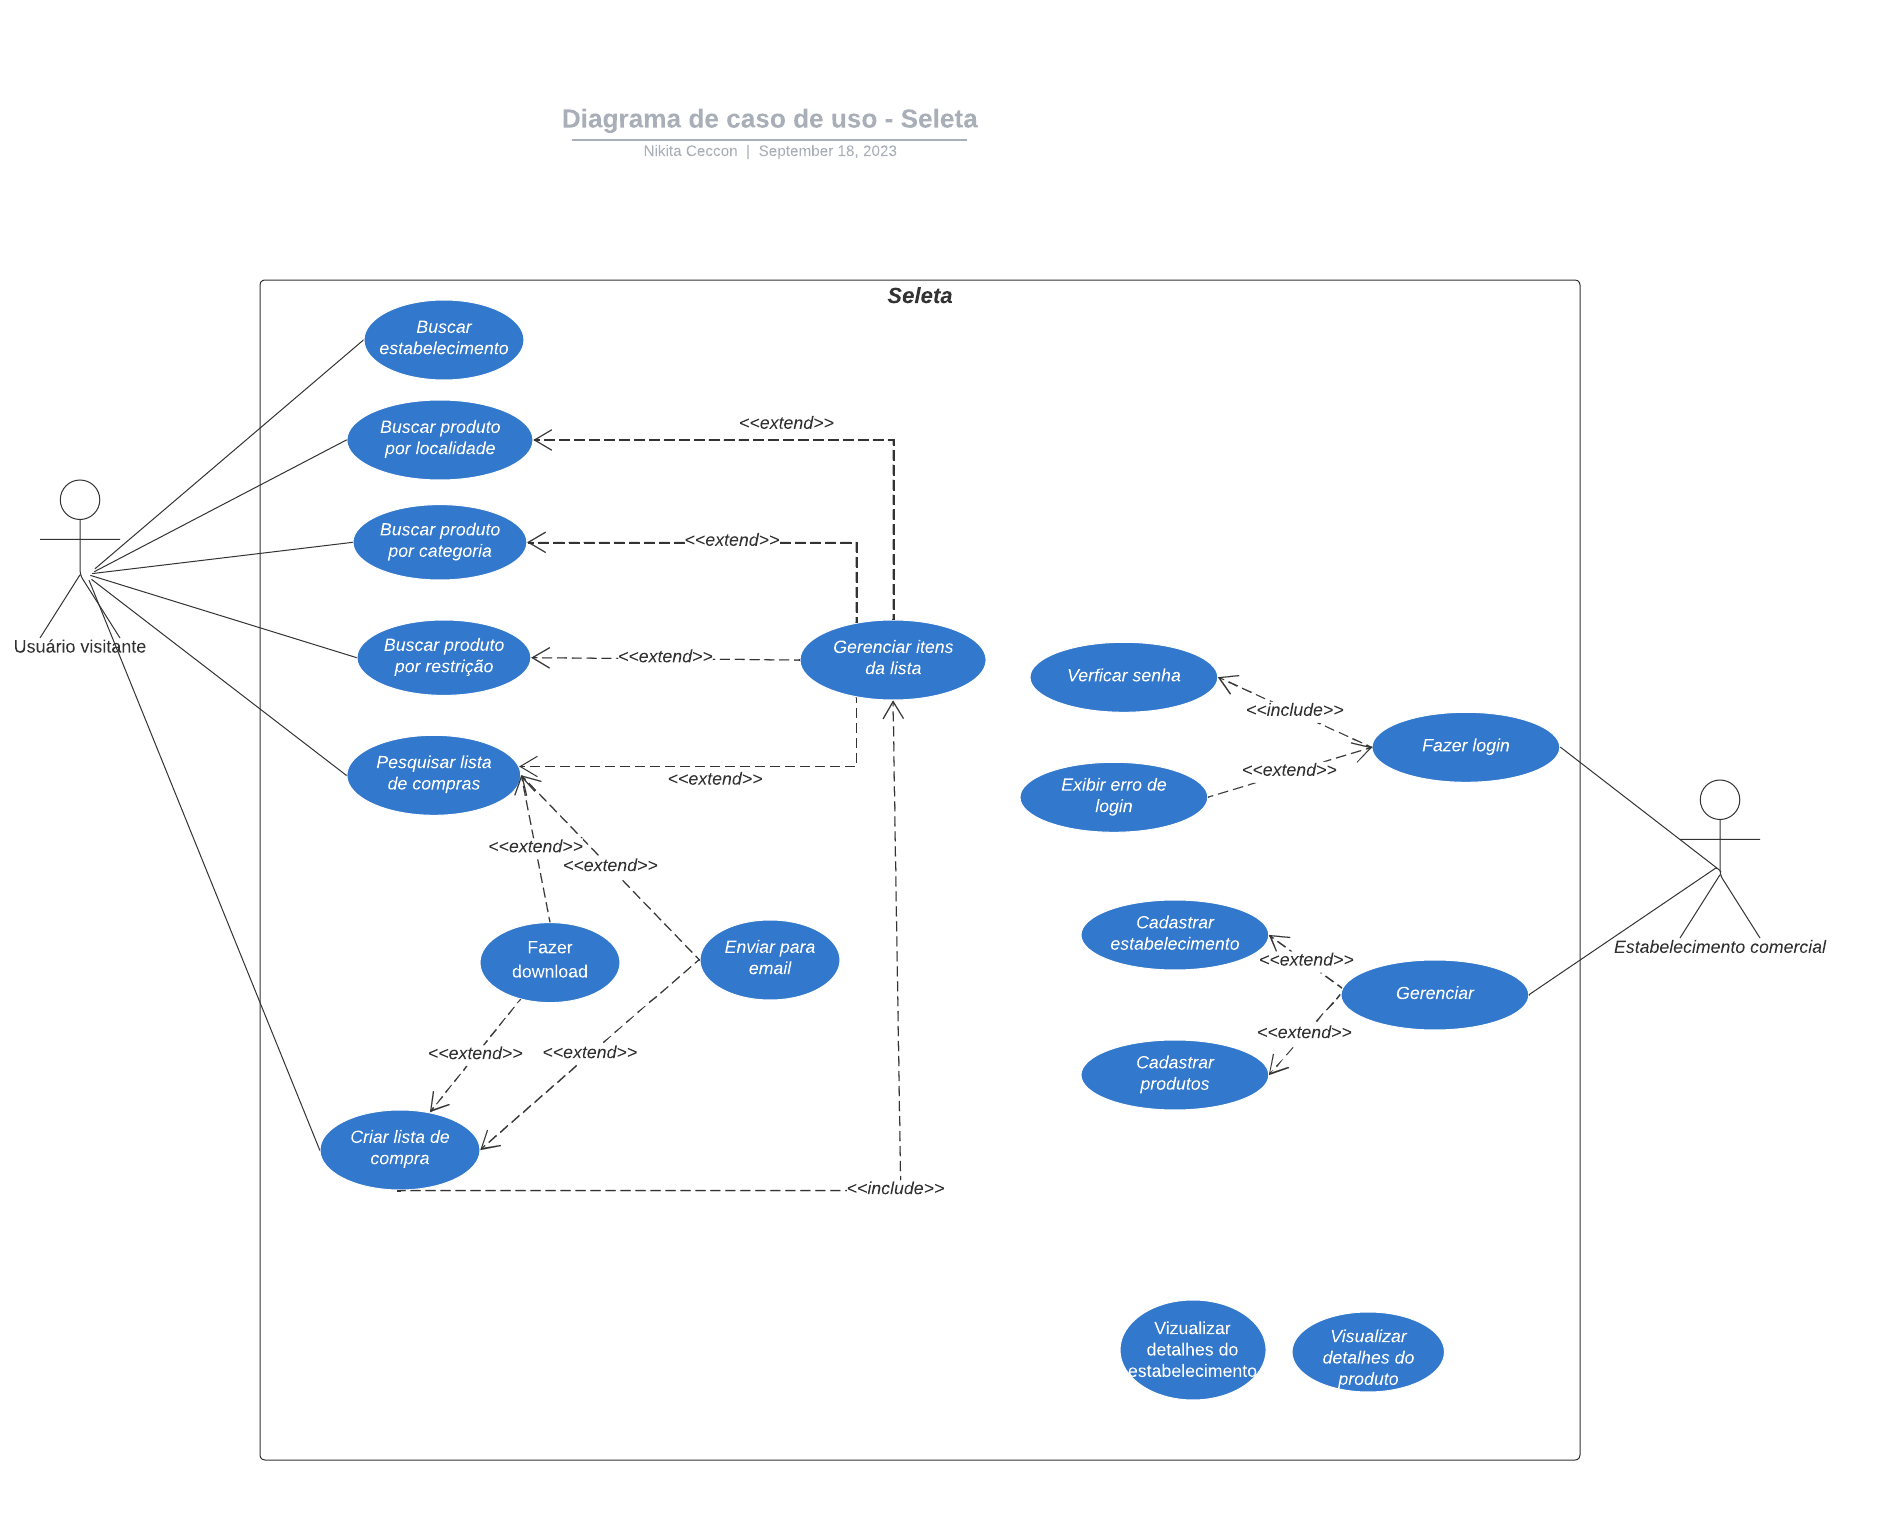 Diagrama de caso de uso - Seleta
Nikita Ceccon | September 18, 2023
Seleta
Buscar
estabelecimento
Buscar produto
por localidade
<<extend>>
Buscar produto
por categoria
<<extend>>
Usuário visitante
Buscar produto
por restrição
<<extend>>
Gerenciar itens
da lista
Verficar senha
<<include>>
Fazer login
Pesquisar lista
de compras
<<extend>>
Exibir erro de
login
<<extend>>
<<extend>>
<<extend>>
Fazer
download
Enviar para
email
Cadastrar
estabelecimento
<<extend>>
Estabelecimento comercial
Gerenciar
<<extend>>
<<extend>>
<<extend>>
Cadastrar
produtos
Criar lista de
compra
<<include>>
Vizualizar
detalhes do
estabelecimento
Visualizar
detalhes do
produto